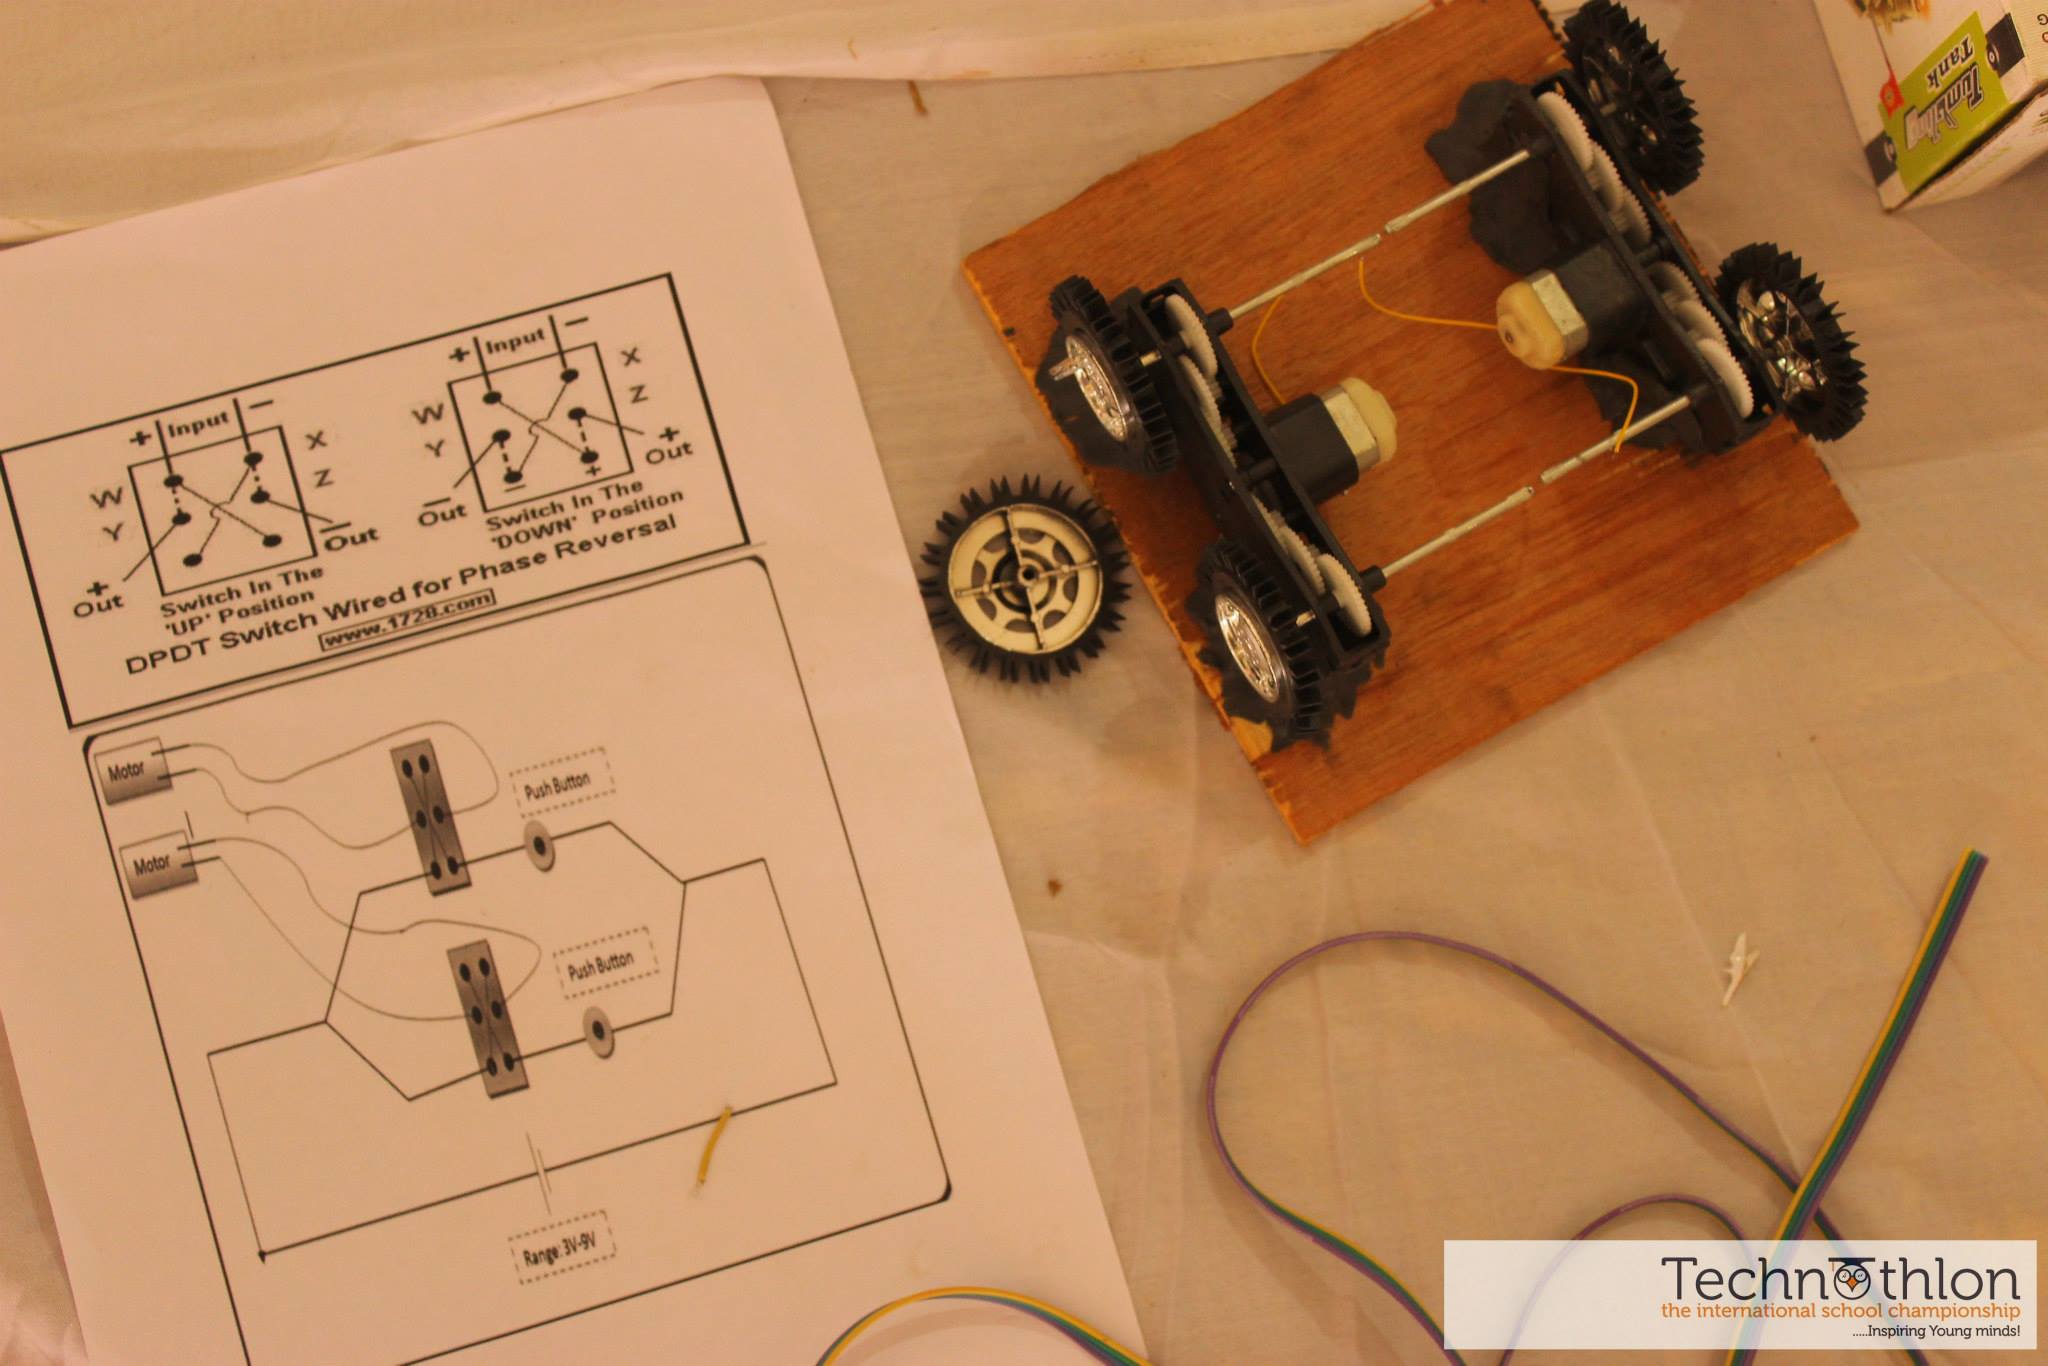 + Input −
W X
Y Z
+
Out
−
Out
Switch In The
'UP' Position
+ Input −
W X
Y Z
−
Out
+
Out
− +
Switch In The
'DOWN' Position
DPDT Switch Wired for Phase Reversal
www.1728.com
Motor
Push Button
Motor
Push Button
Range: 3V-9V
Tumbling
Tank
Technothlon
the international school championship
.....Inspiring Young minds!